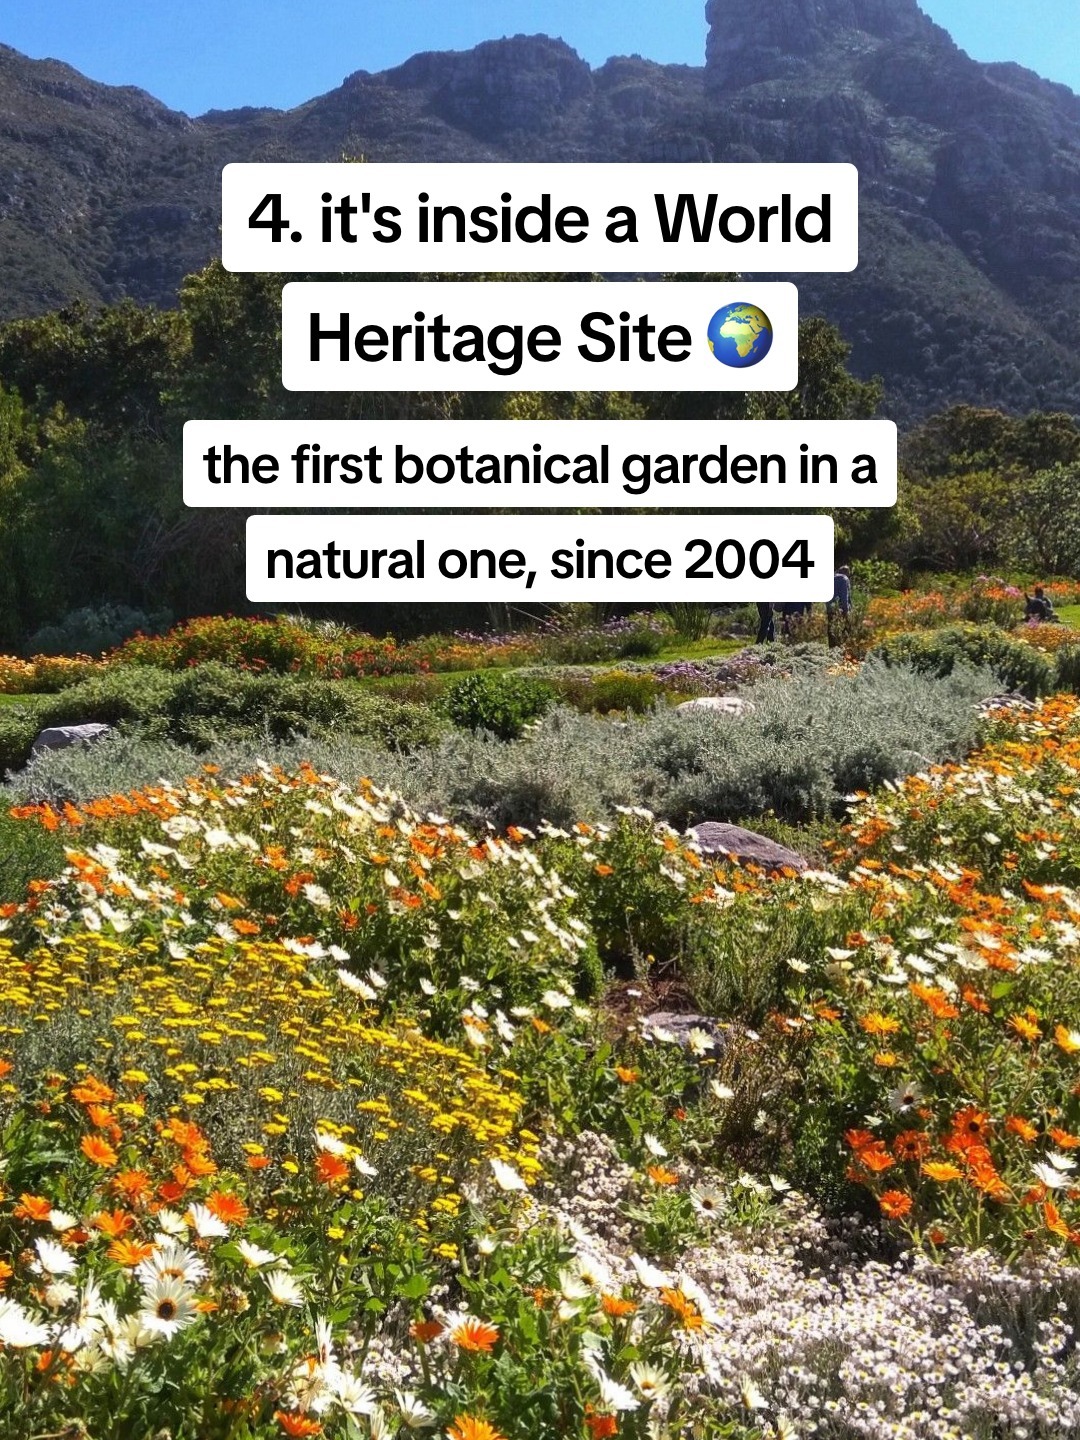 4. it's inside a World
Heritage Site 🌍
the first botanical garden in a
natural one, since 2004